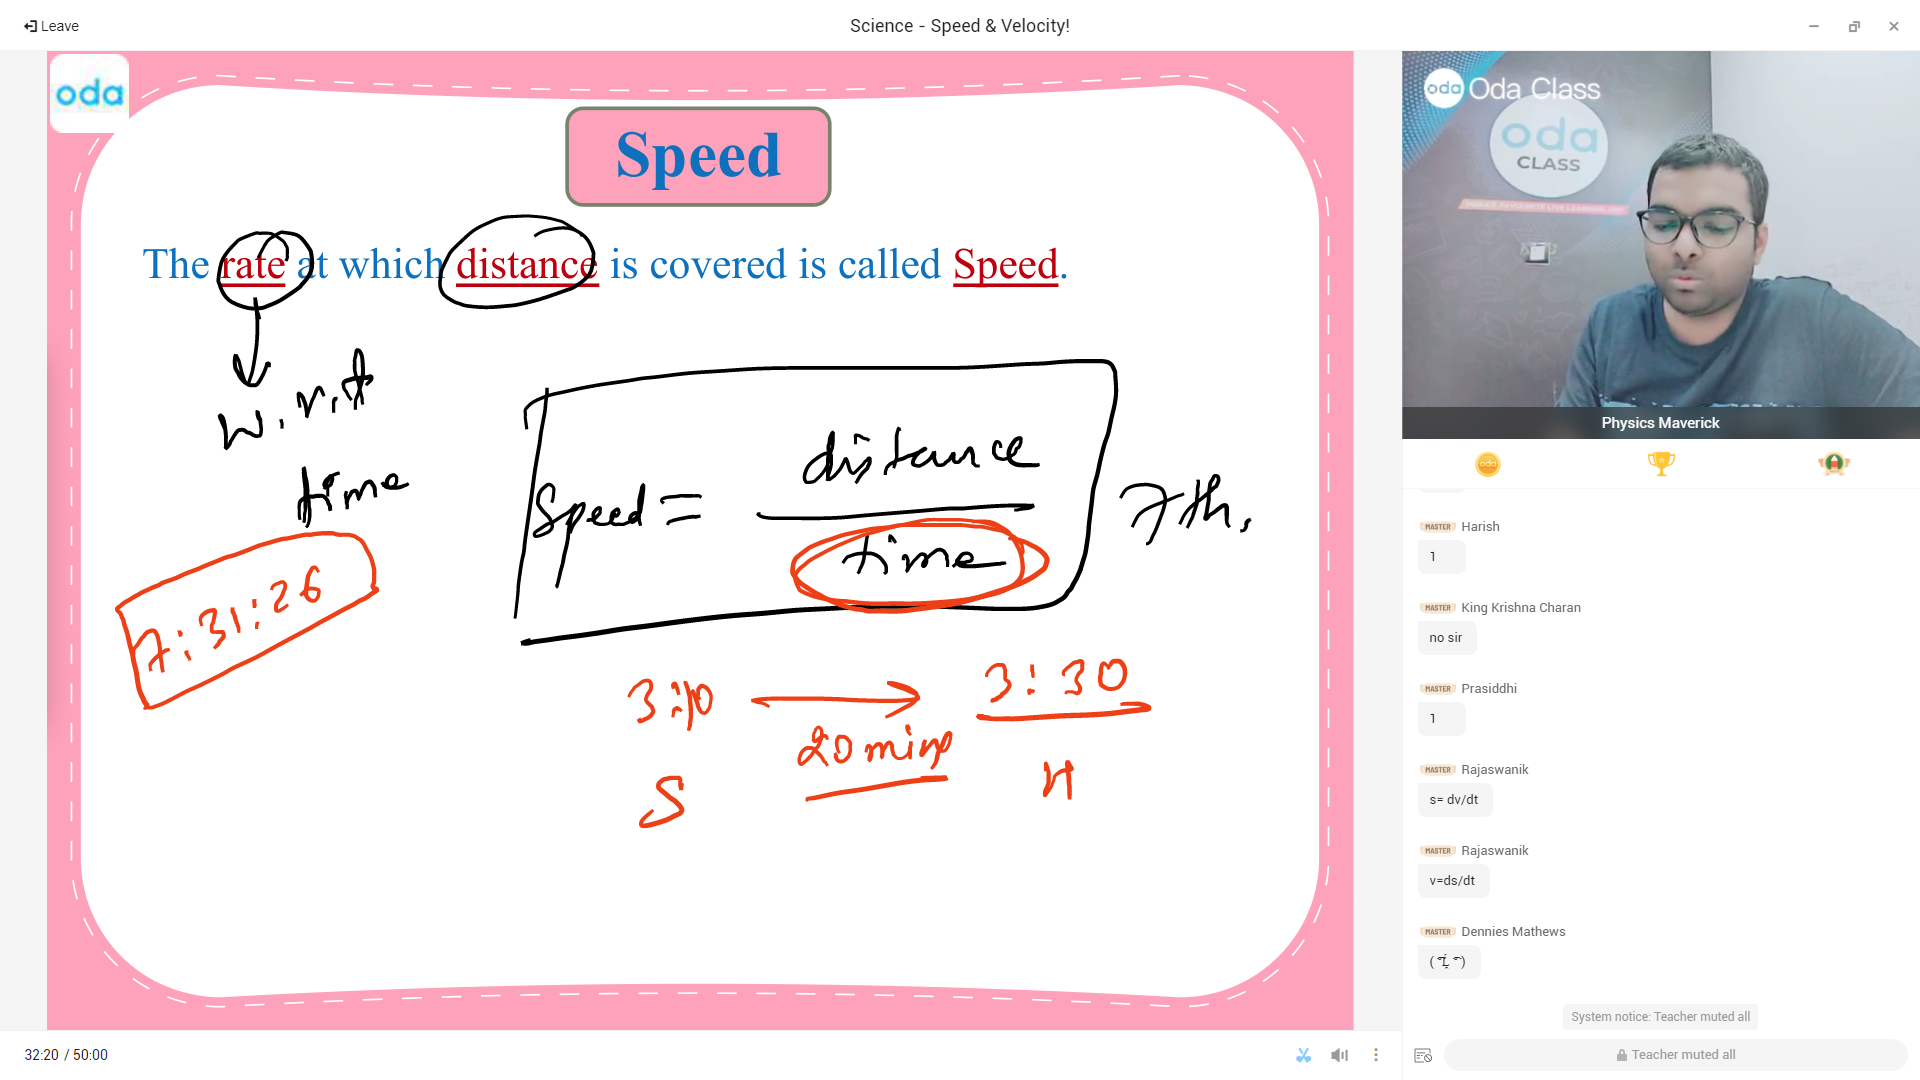 Leave
Science - Speed & Velocity!
oda
Speed
The rate at which distance is covered is called Speed.
w.r.t
time
Speed = distance
time
7th.
7:31:26
3:10
3:30
20 mins
S
H
32:20 / 50:00
oda Oda Class
oda
CLASS
Physics Maverick
oda
MASTER Harish
1
MASTER King Krishna Charan
no sir
MASTER Prasiddhi
1
MASTER Rajaswanik
s= dv/dt
MASTER Rajaswanik
v=ds/dt
MASTER Dennies Mathews
System notice: Teacher muted all
Teacher muted all